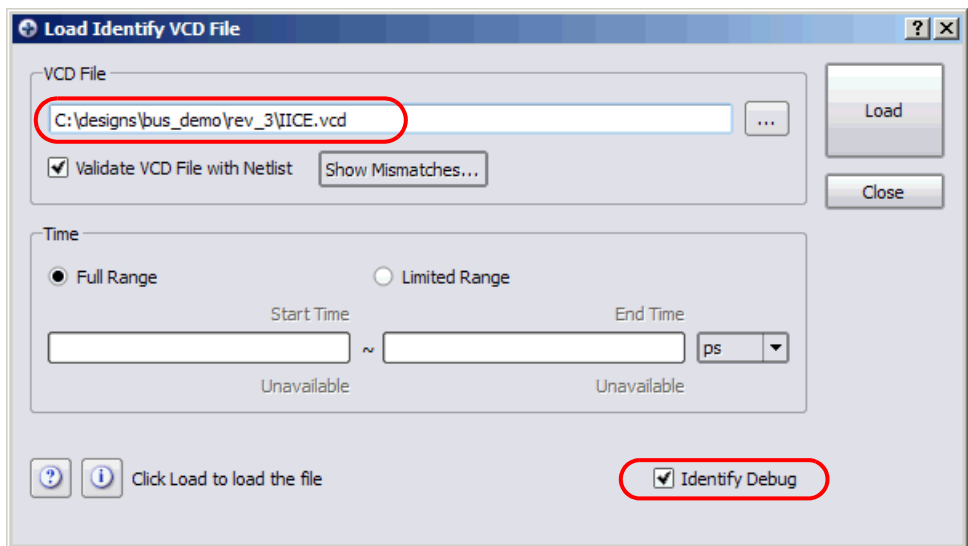 Load Identify VCD File
VCD File
C:\designs\bus_demo\rev_3\IICE.vcd
...
Load
Validate VCD File with Netlist
Show Mismatches...
Close
Time
Full Range
Limited Range
Start Time
End Time
~
ps
Unavailable
Unavailable
Click Load to load the file
Identify Debug